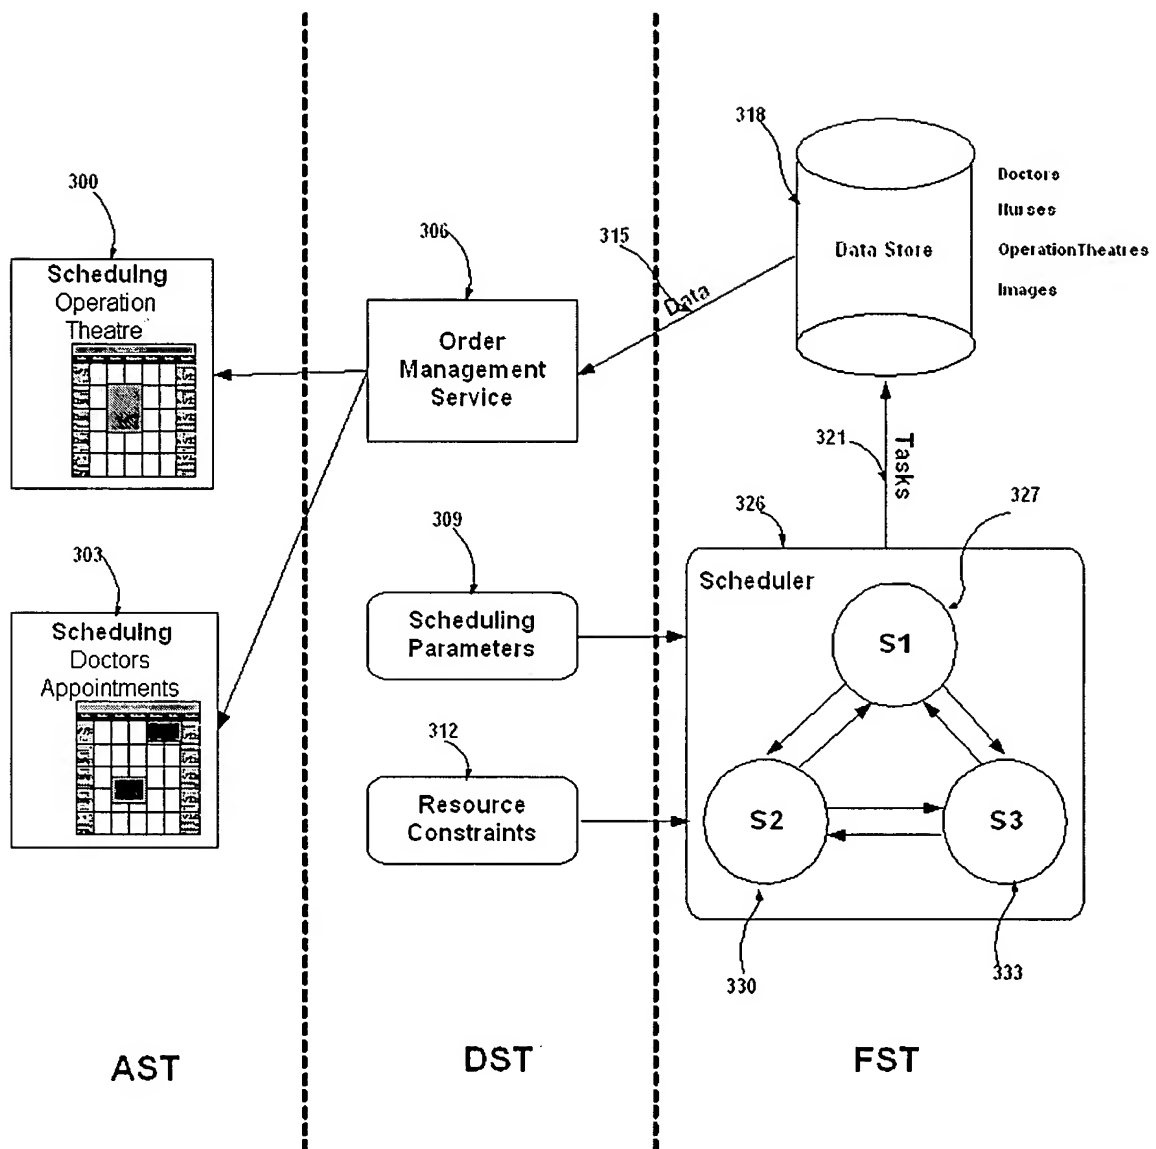 318
Doctors
Nurses
Data Store
OperationTheatres
Images
300
306
315
Data
Scheduling
Operation
Theatre
Order
Management
Service
321
Tasks
326
327
309
303
Scheduler
Scheduling
Parameters
S1
Scheduling
Doctors
Appointments
312
Resource
Constraints
S2
S3
330
333
AST
DST
FST